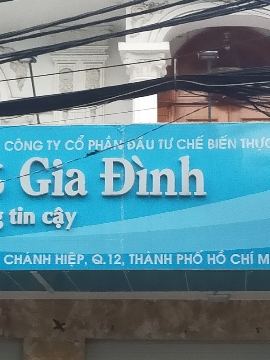 CÔNG TY CỔ PHẦN ĐẦU TƯ CHẾ BIẾN THỰC
Gia Đình
tin cậy
CHÁNH HIỆP, Q.12, THÀNH PHỐ HỒ CHÍ